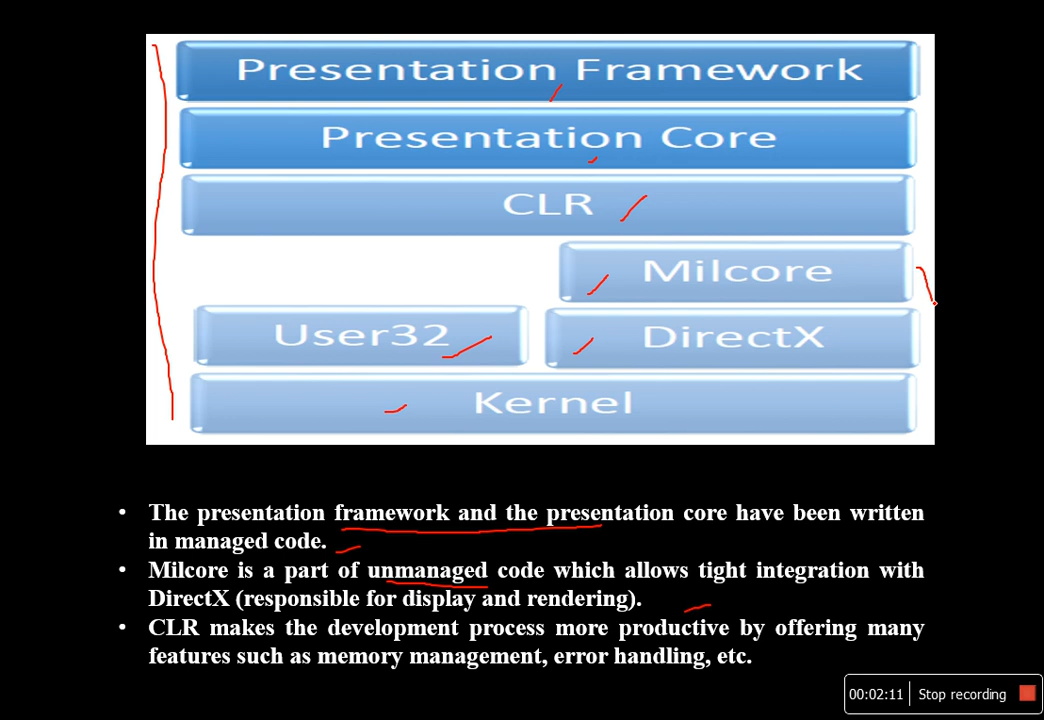 Presentation Framework
Presentation Core
CLR
Milcore
User32
DirectX
Kernel
• The presentation framework and the presentation core have been written
in managed code.
• Milcore is a part of unmanaged code which allows tight integration with
DirectX (responsible for display and rendering).
• CLR makes the development process more productive by offering many
features such as memory management, error handling, etc.
00:02:11 Stop recording